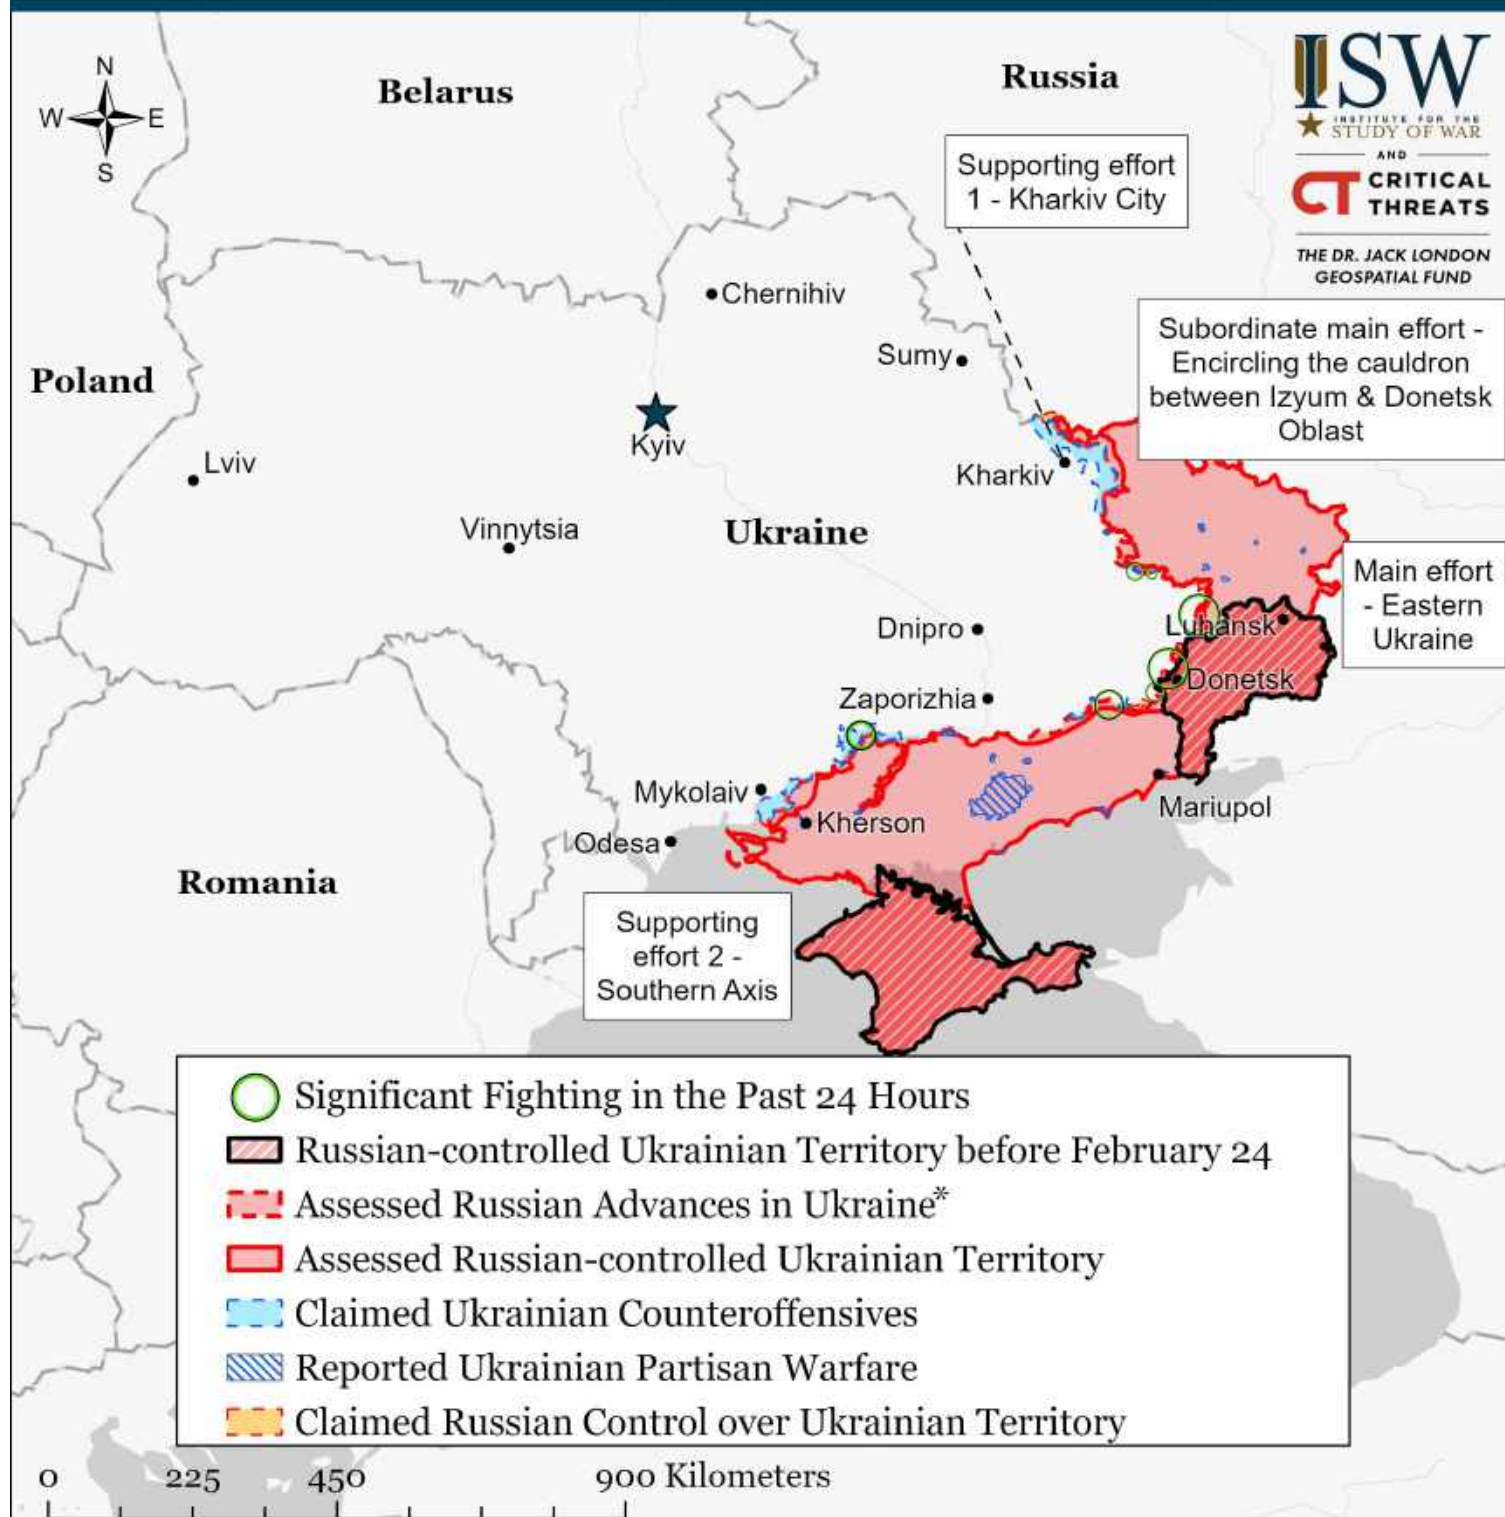 N
W
E
S
Belarus
Russia
ISW
INSTITUTE FOR THE
STUDY OF WAR
AND
CT CRITICAL
THREATS
THE DR. JACK LONDON
GEOSPATIAL FUND
Supporting effort
1 - Kharkiv City
Chernihiv
Sumy
Subordinate main effort -
Encircling the cauldron
between Izyum & Donetsk
Oblast
Poland
Kyiv
Lviv
Kharkiv
Vinnytsia
Ukraine
Main effort
- Eastern
Ukraine
Dnipro
Luhansk
Donetsk
Zaporizhia
Mykolaiv
Mariupol
Kherson
Odesa
Romania
Supporting
effort 2 -
Southern Axis
Significant Fighting in the Past 24 Hours
Russian-controlled Ukrainian Territory before February 24
Assessed Russian Advances in Ukraine*
Assessed Russian-controlled Ukrainian Territory
Claimed Ukrainian Counteroffensives
Reported Ukrainian Partisan Warfare
Claimed Russian Control over Ukrainian Territory
0 225 450 900 Kilometers